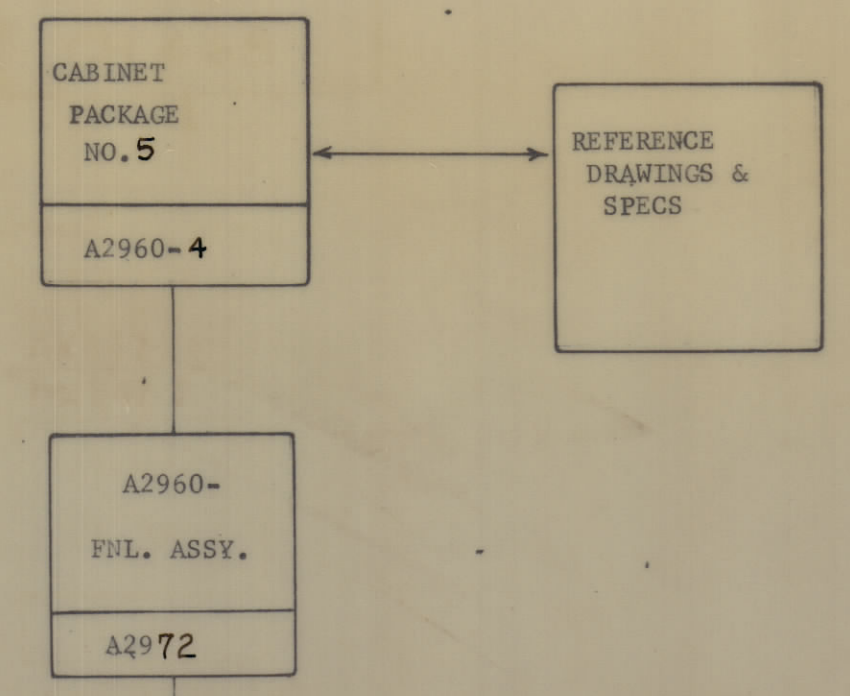 CABINET
PACKAGE
NO. 5
A2960-4
REFERENCE
DRAWINGS &
SPECS
A2960-
FNL. ASSY.
A2972